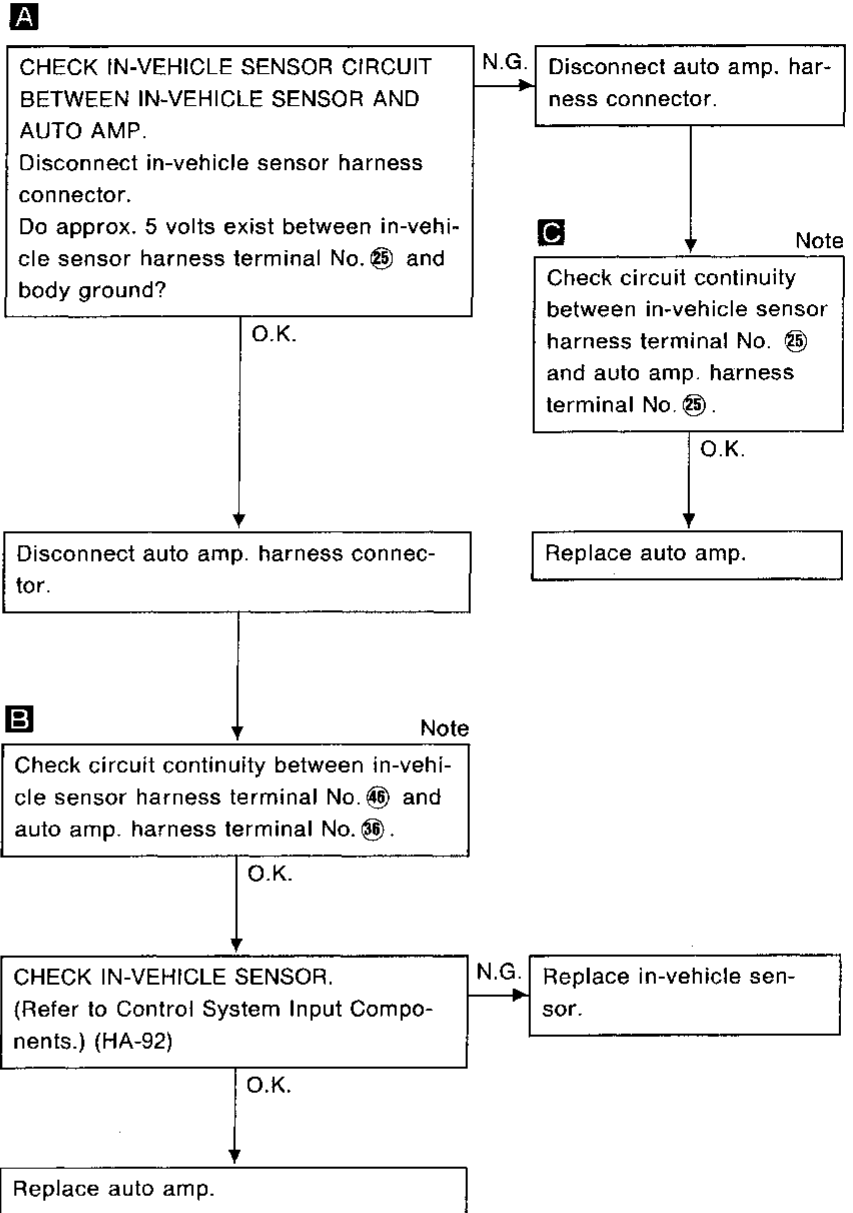 A
CHECK IN-VEHICLE SENSOR CIRCUIT
BETWEEN IN-VEHICLE SENSOR AND
AUTO AMP.
Disconnect in-vehicle sensor harness
connector.
Do approx. 5 volts exist between in-vehi-
cle sensor harness terminal No. ㉕ and
body ground?
N.G.
Disconnect auto amp. har-
ness connector.
O.K.
C
Note
Check circuit continuity
between in-vehicle sensor
harness terminal No. ㉕
and auto amp. harness
terminal No. ㉕.
O.K.
Replace auto amp.
Disconnect auto amp. harness connec-
tor.
B
Note
Check circuit continuity between in-vehi-
cle sensor harness terminal No. ㊻ and
auto amp. harness terminal No. ㊱.
O.K.
CHECK IN-VEHICLE SENSOR.
(Refer to Control System Input Compo-
nents.) (HA-92)
N.G.
Replace in-vehicle sen-
sor.
O.K.
Replace auto amp.